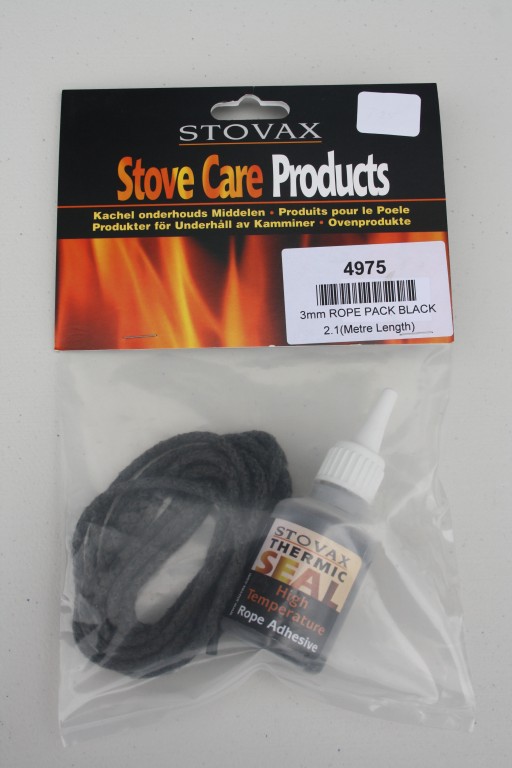 STOVAX
Stove Care Products
Kachel onderhouds Middelen • Produits pour le Poele
Produkter för Underhåll av Kamminer • Ovenprodukte
4975
3mm ROPE PACK BLACK
2.1(Metre Length)
STOVAX
THERMIC
SEAL
High
Temperature
Rope Adhesive